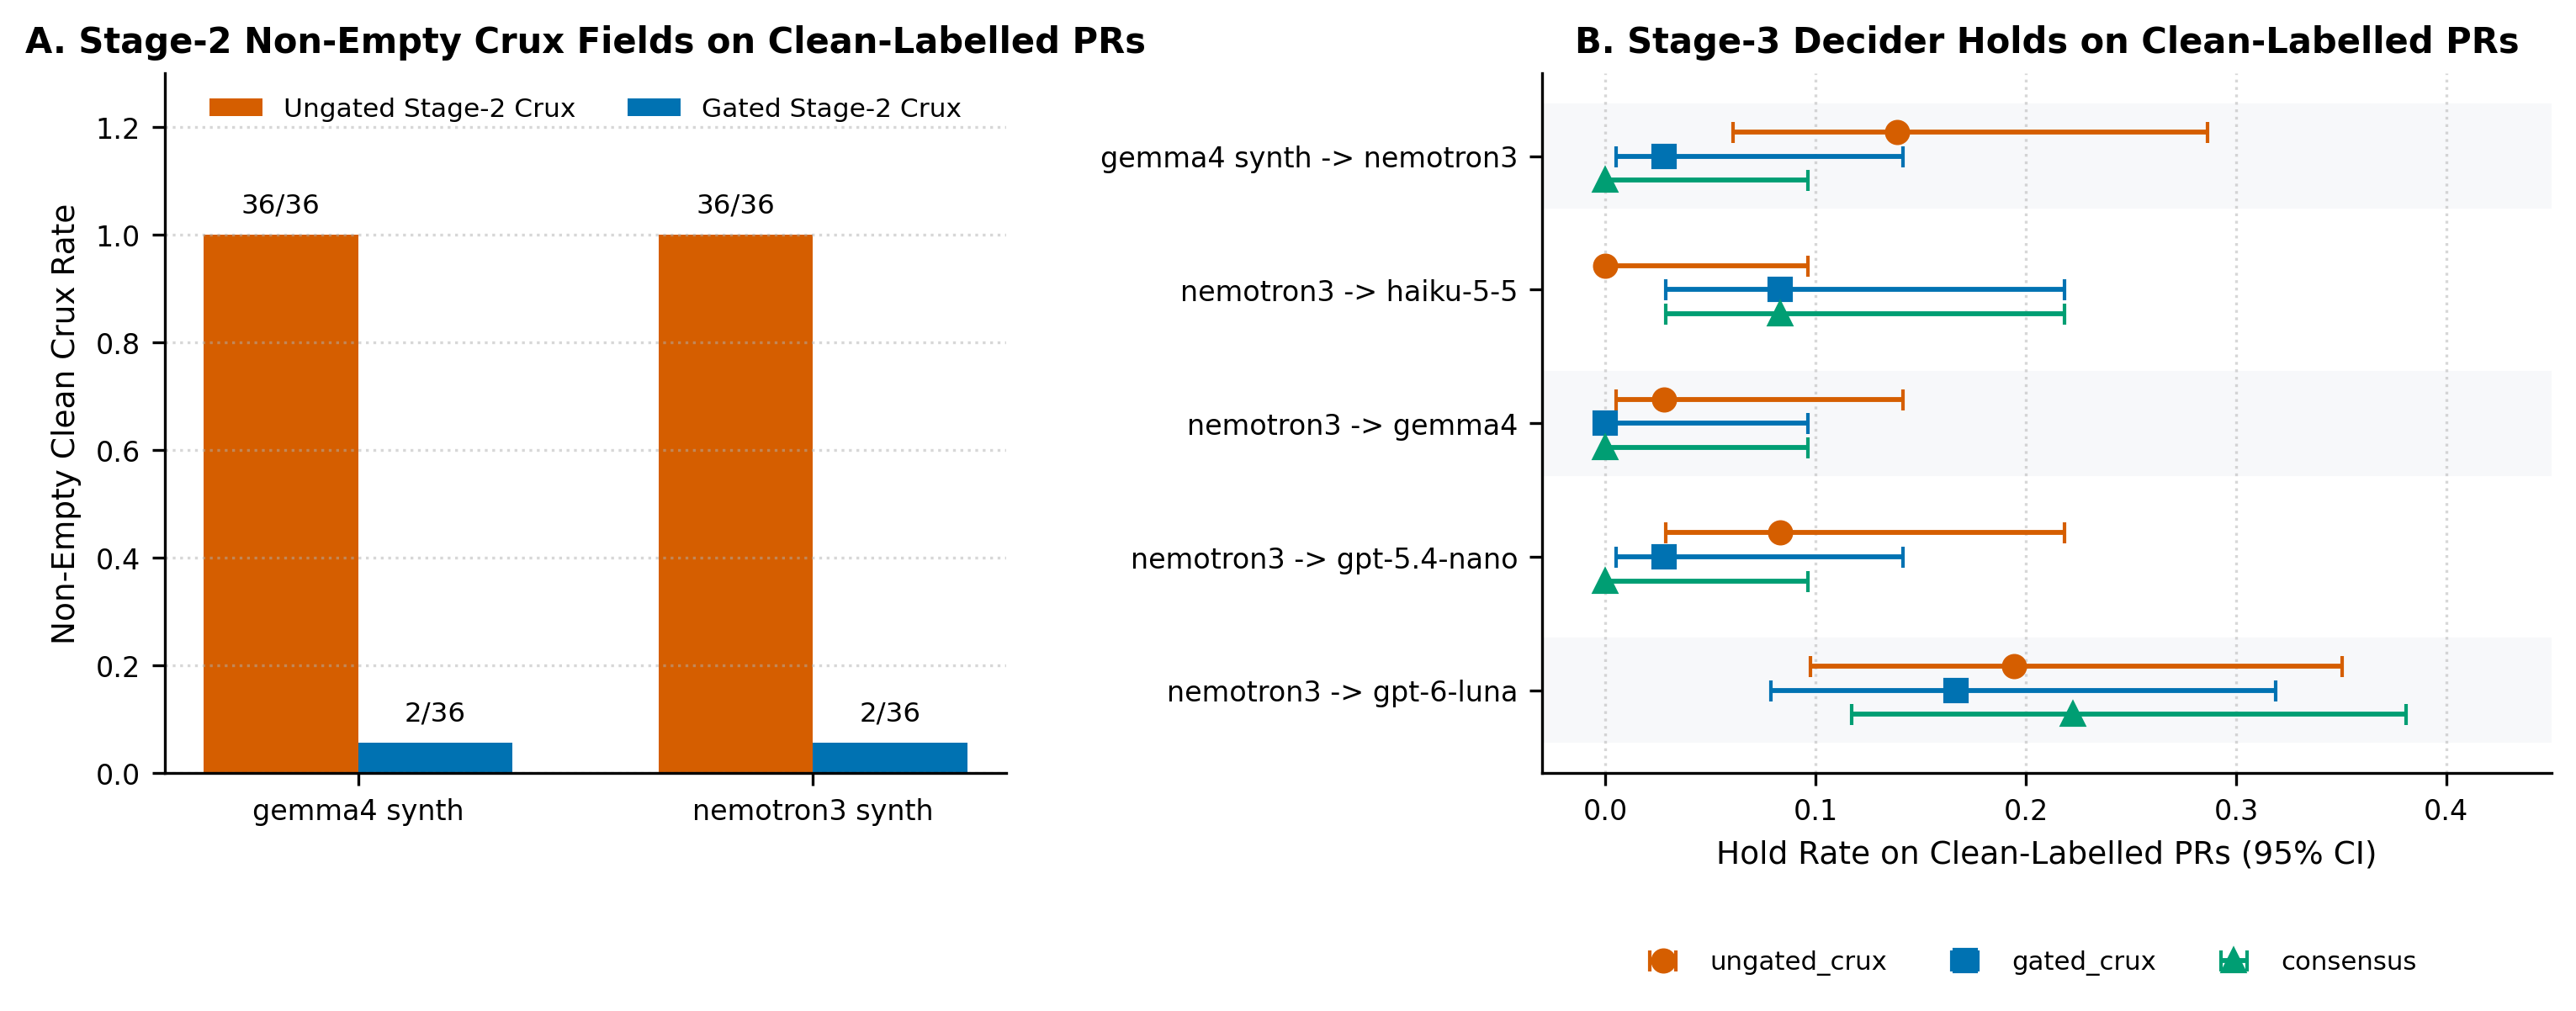 A. Stage-2 Non-Empty Crux Fields on Clean-Labelled PRs
Ungated Stage-2 Crux
Gated Stage-2 Crux
Non-Empty Clean Crux Rate
1.2
1.0
0.8
0.6
0.4
0.2
0.0
36/36
2/36
36/36
2/36
gemma4 synth
nemotron3 synth
B. Stage-3 Decider Holds on Clean-Labelled PRs
gemma4 synth -> nemotron3
nemotron3 -> haiku-5-5
nemotron3 -> gemma4
nemotron3 -> gpt-5.4-nano
nemotron3 -> gpt-6-luna
0.0
0.1
0.2
0.3
0.4
Hold Rate on Clean-Labelled PRs (95% CI)
ungated_crux
gated_crux
consensus